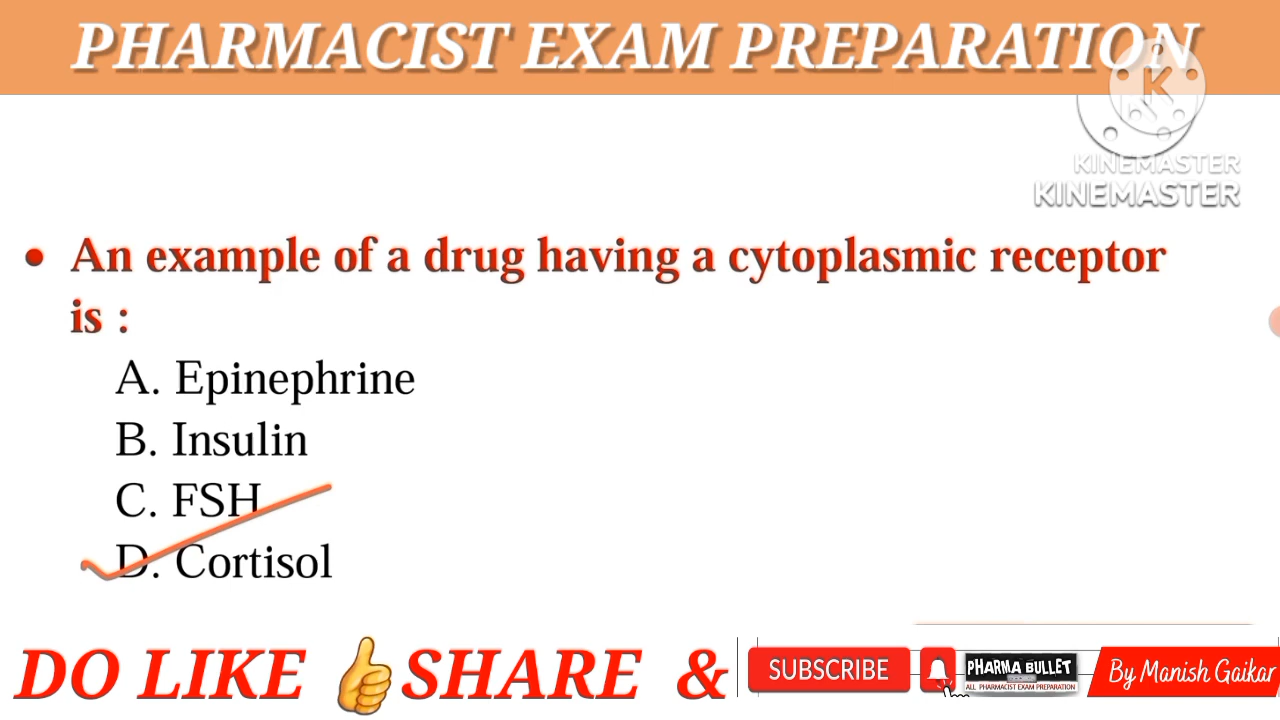 PHARMACIST EXAM PREPARATION
KINEMASTER
KINEMASTER
• An example of a drug having a cytoplasmic receptor
is :
A. Epinephrine
B. Insulin
C. FSH
D. Cortisol
DO LIKE 👍 SHARE & SUBSCRIBE PHARMA BULLET By Manish Gaikar
ALL PHARMACIST EXAM PREPARATION